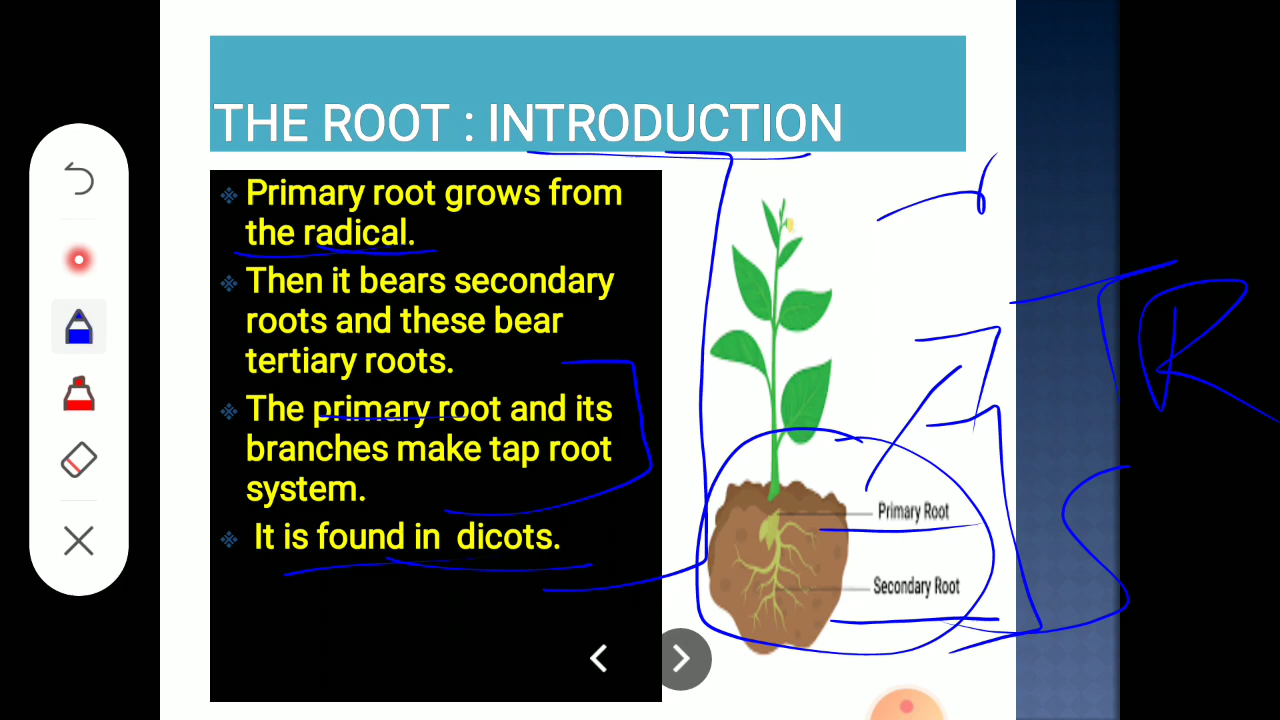 THE ROOT : INTRODUCTION
Primary root grows from
the radical.
Then it bears secondary
roots and these bear
tertiary roots.
The primary root and its
branches make tap root
system.
It is found in dicots.
Primary Root
Secondary Root
TRS